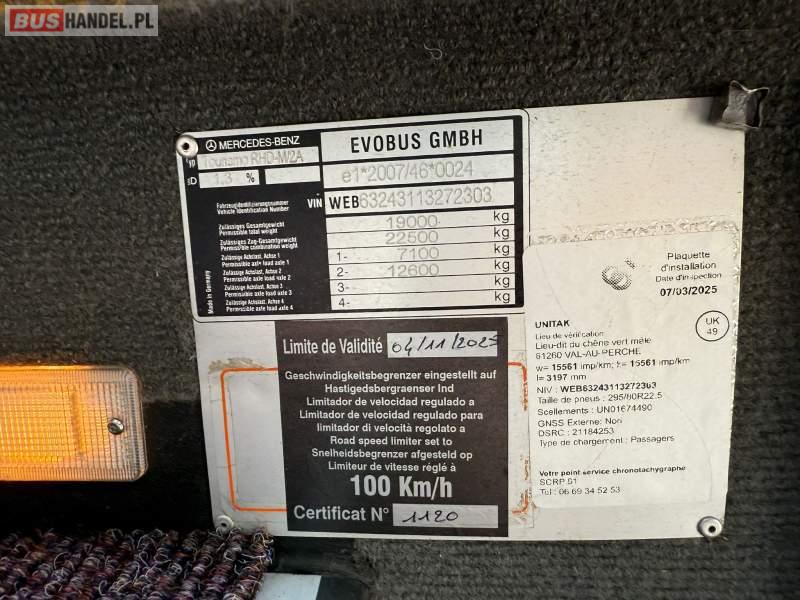 BUSHANDEL.PL
MERCEDES-BENZ
EVOBUS GMBH
Typ Tourismo RHD-M/2A
D 1.3 %
e1*2007/46*0024
Fahrzeugidentifizierungsnummer
Vehicle Identification Number
VIN WEB63243113272303
Zulässiges Gesamtgewicht
Permissible total weight
19000 kg
Zulässiges Zug-Gesamtgewicht
Permissible combination weight
22500 kg
Zulässige Achslast, Achse 1
Permissible axle load axle 1
1- 7100 kg
Zulässige Achslast, Achse 2
Permissible axle load axle 2
2- 12600 kg
Zulässige Achslast, Achse 3
Permissible axle load axle 3
3- kg
Zulässige Achslast, Achse 4
Permissible axle load axle 4
4- kg
Made in Germany
Limite de Validité 04/11/2025
Geschwindigkeitsbegrenzer eingestellt auf
Hastigedsbergraenser Ind
Limitador de velocidad regulado a
Limitador de velocidad regulado para
limitador di velocità regolato a
Road speed limiter set to
Snelheidsbegrenzer afgesteld op
Limiteur de vitesse réglé à
100 Km/h
Certificat N° 1120
Plaquette
d'installation
Date d'inspection
07/03/2025
UNITAK
Lieu de vérification
Lieu-dit du chêne vert mâle
61260 VAL-AU-PERCHE
UK
49
w= 15561 imp/km; k= 15561 imp/km
l= 3197 mm
NIV : WEB63243113272303
Taille de pneus : 295/80R22.5
Scellements : UN01674490
GNSS Externe: Non
DSRC : 21184253
Type de chargement : Passagers
Votre point service chronotachygraphe
SCRP 61
Tel : 06 69 34 52 53